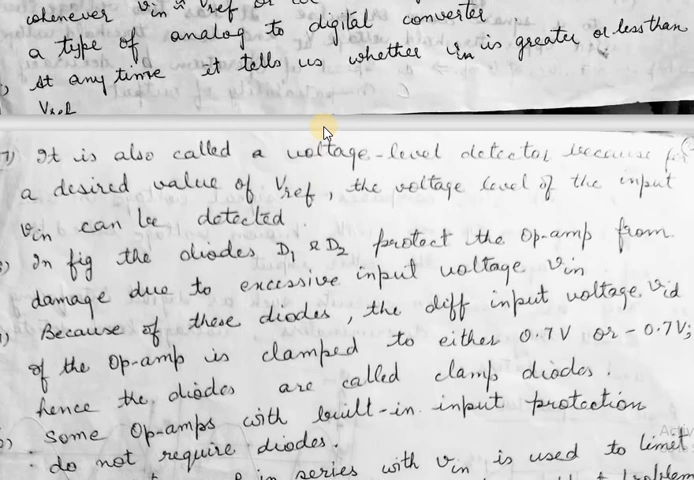 whenever Vin Vref
a type of analog to digital converter
, at any time it tells us whether Vin is greater or less than
Vref
7) It is also called a voltage-level detector because for
a desired value of Vref, the voltage level of the input
Vin can be detected.
) In fig the diodes D1 & D2 protect the Op-amp from
damage due to excessive input voltage Vin
) Because of these diodes, the diff input voltage Vid
of the Op-amp is clamped to either 0.7V or -0.7V;
hence the diodes are called clamp diodes.
) Some Op-amps with built-in input protection
: do not require diodes.
in series with Vin is used to limit
problem
Activ